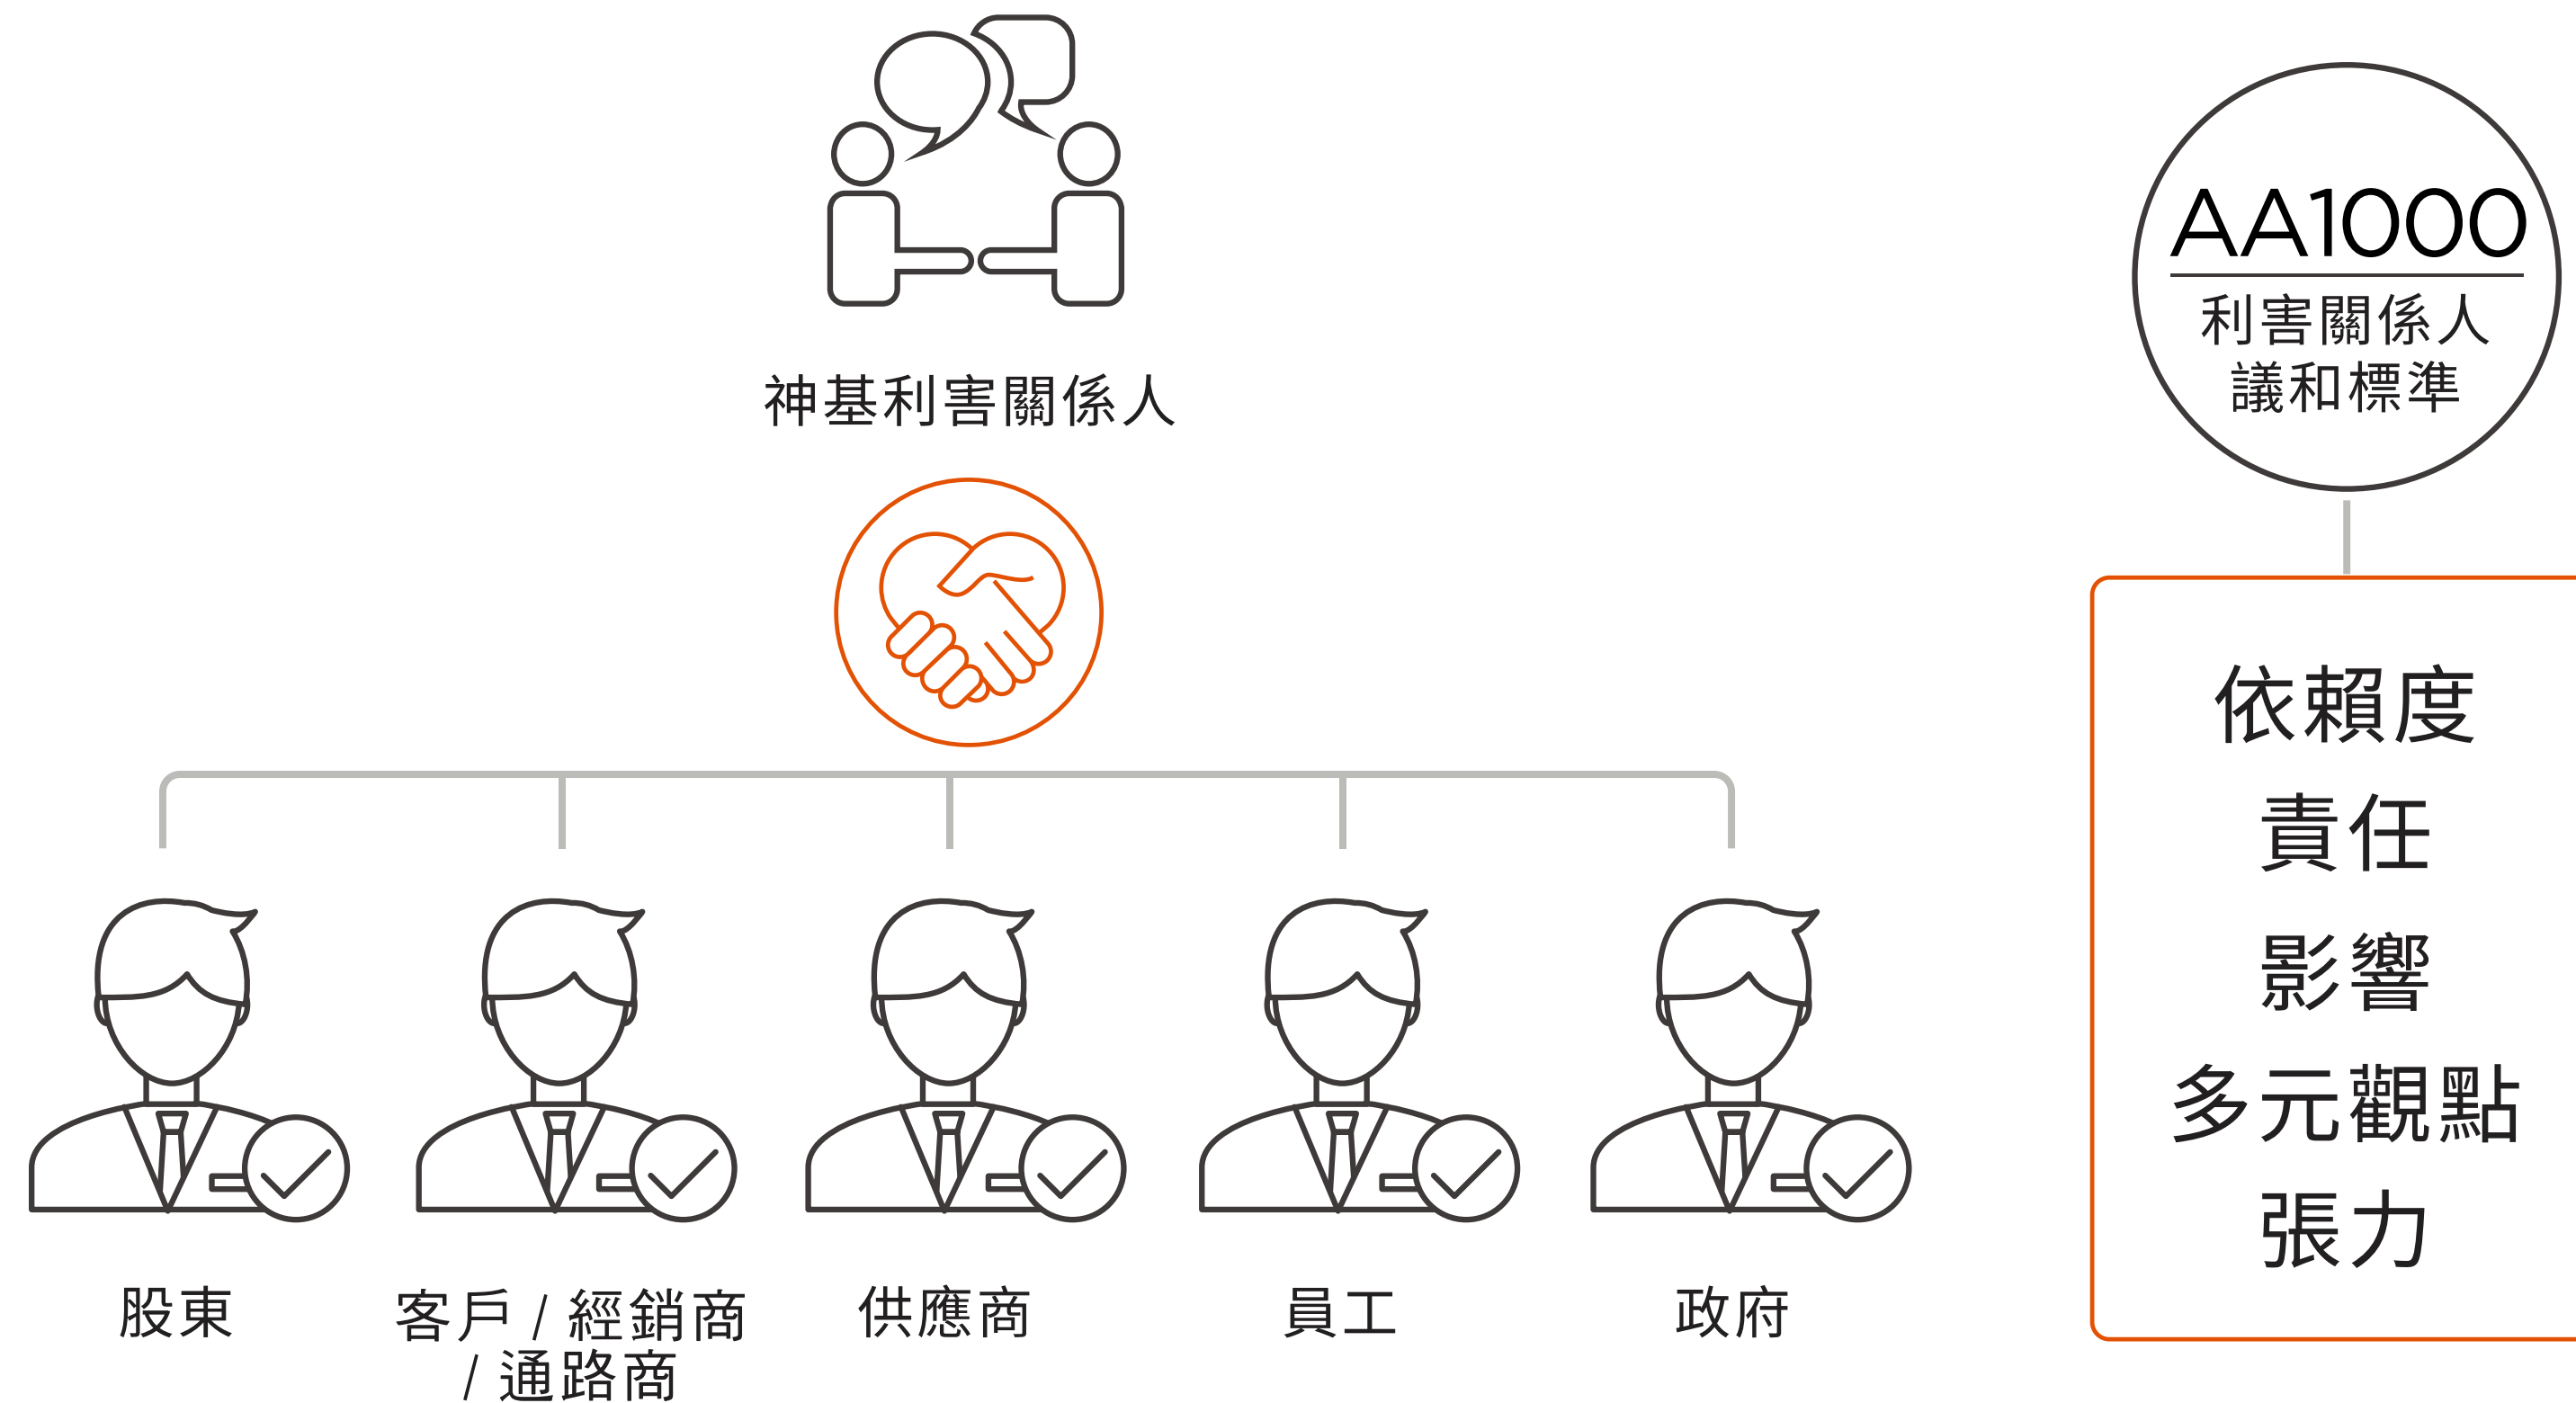 神基利害關係人
股東
客戶 / 經銷商
/ 通路商
供應商
員工
政府
AA1000
利害關係人
議和標準
依賴度
責任
影響
多元觀點
張力